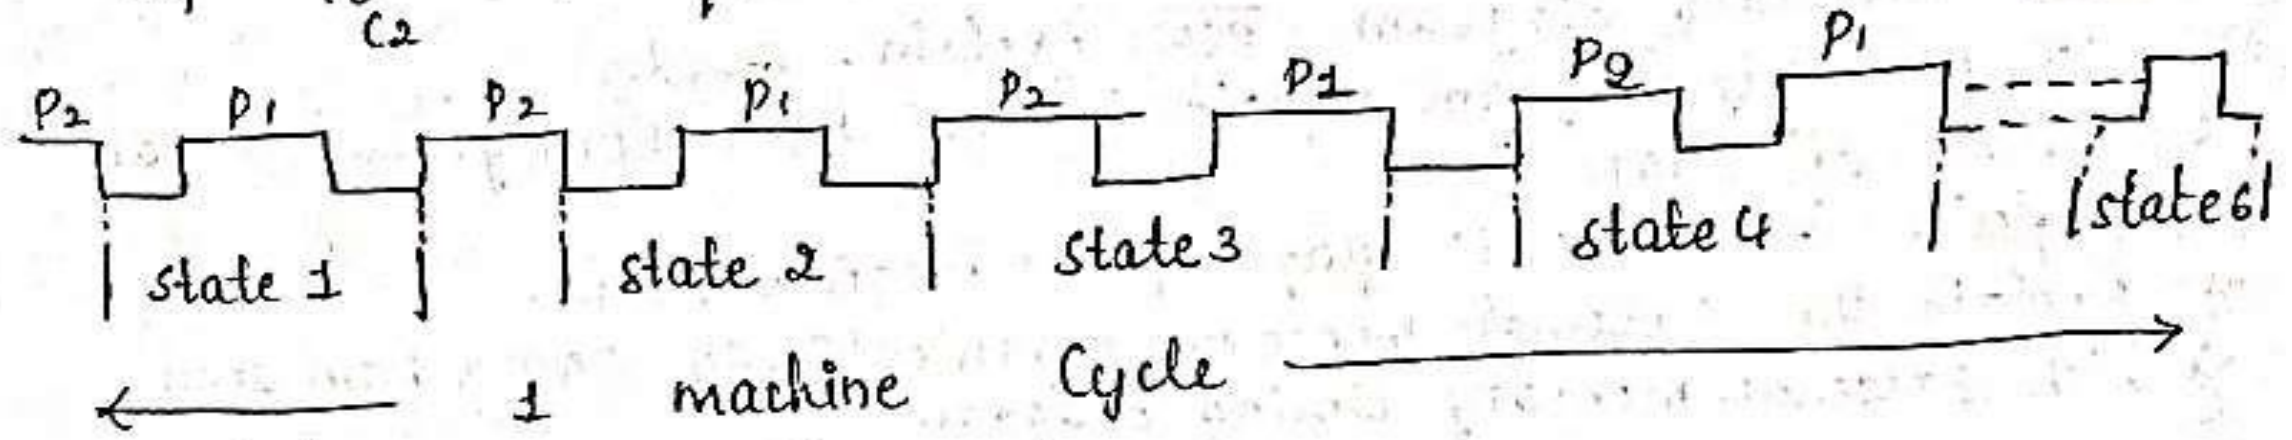 C2
P2 P1 P2 P1 P2 P1 P2 P1
state 1 state 2 state 3 state 4 state 6
1 machine Cycle